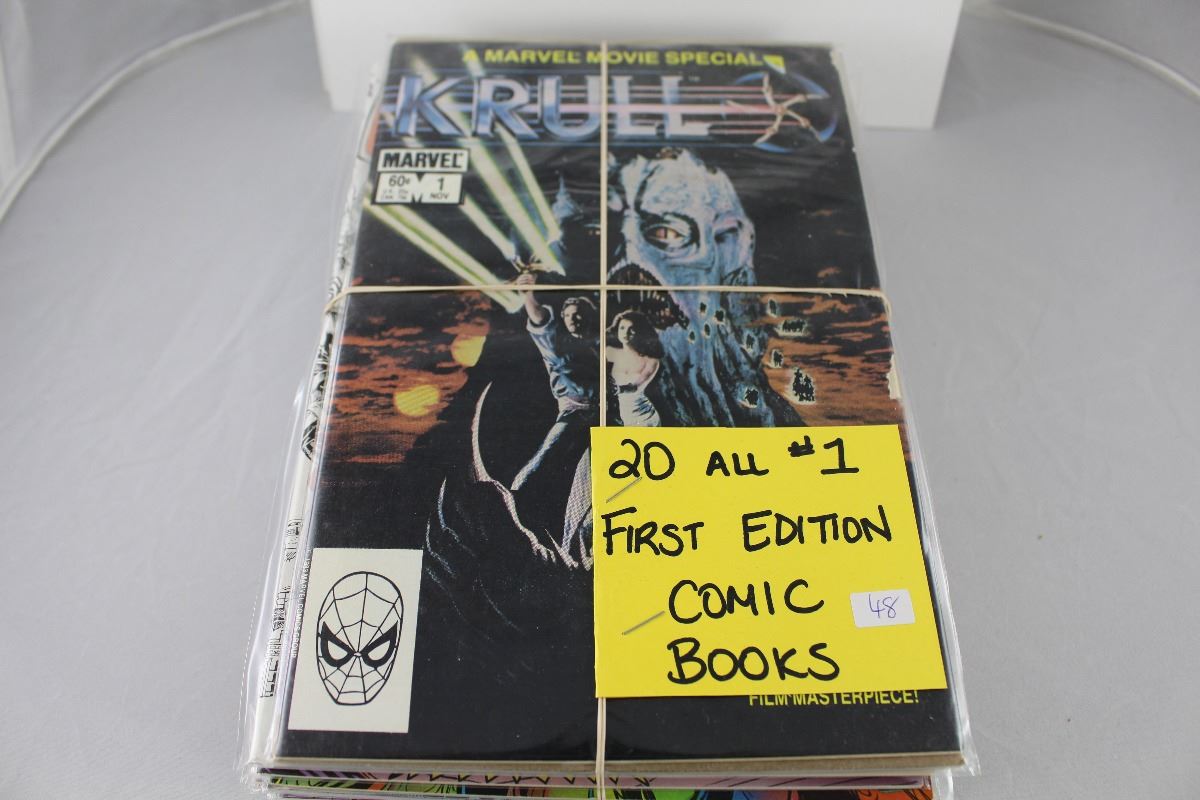 A MARVEL MOVIE SPECIAL
KRULL
MARVEL
60¢ 1
NOV
20 ALL #1
FIRST EDITION
COMIC
48
BOOKS
FILM MASTERPIECE!